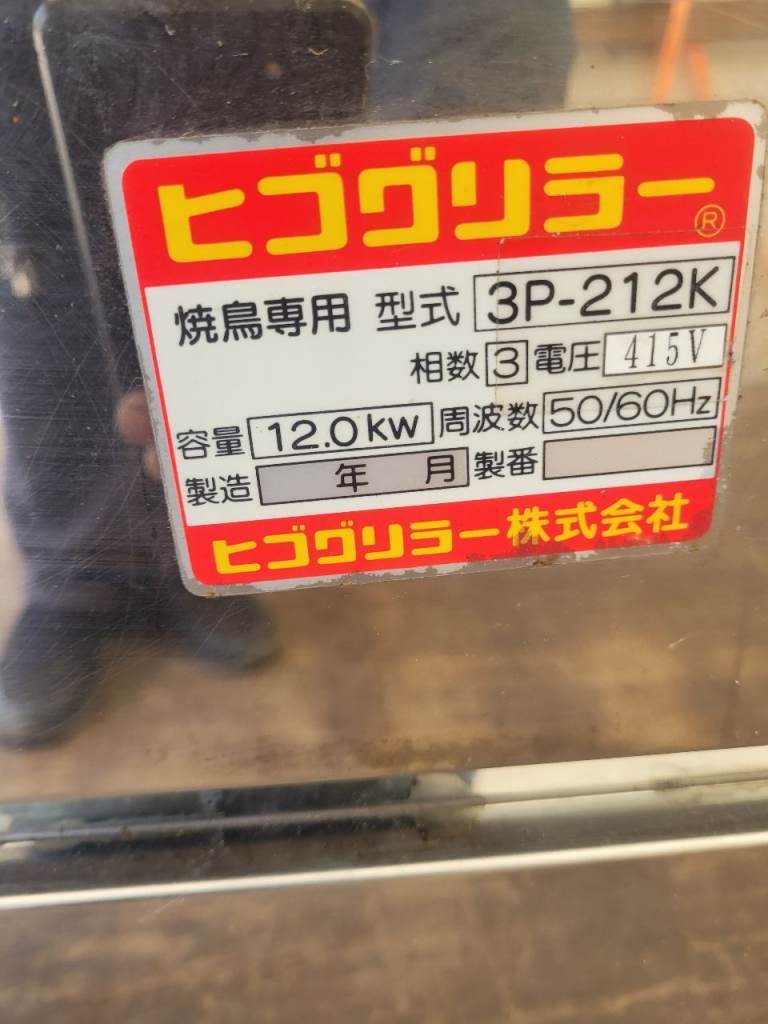 ヒゴグリラー®
焼鳥専用 型式 3P-212K
相数 3 電圧 415V
容量 12.0kw 周波数 50/60Hz
製造 年 月 製番
ヒゴグリラー株式会社